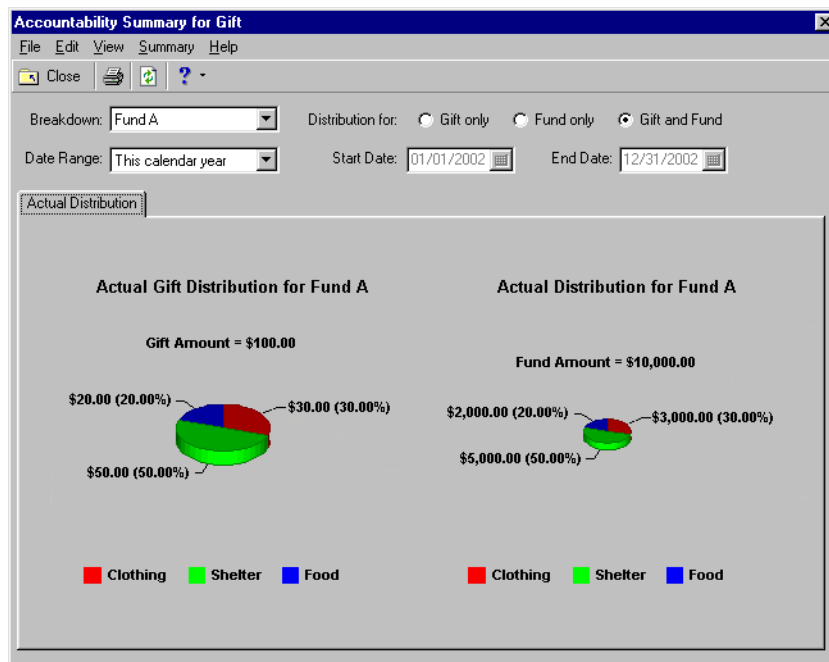 Accountability Summary for Gift
File Edit View Summary Help
Close ?
Breakdown: Fund A Distribution for: Gift only Fund only Gift and Fund
Date Range: This calendar year Start Date: 01/01/2002 End Date: 12/31/2002
Actual Distribution
Actual Gift Distribution for Fund A
Gift Amount = $100.00
$20.00 (20.00%)
$30.00 (30.00%)
$50.00 (50.00%)
Clothing Shelter Food
Actual Distribution for Fund A
Fund Amount = $10,000.00
$2,000.00 (20.00%)
$3,000.00 (30.00%)
$5,000.00 (50.00%)
Clothing Shelter Food